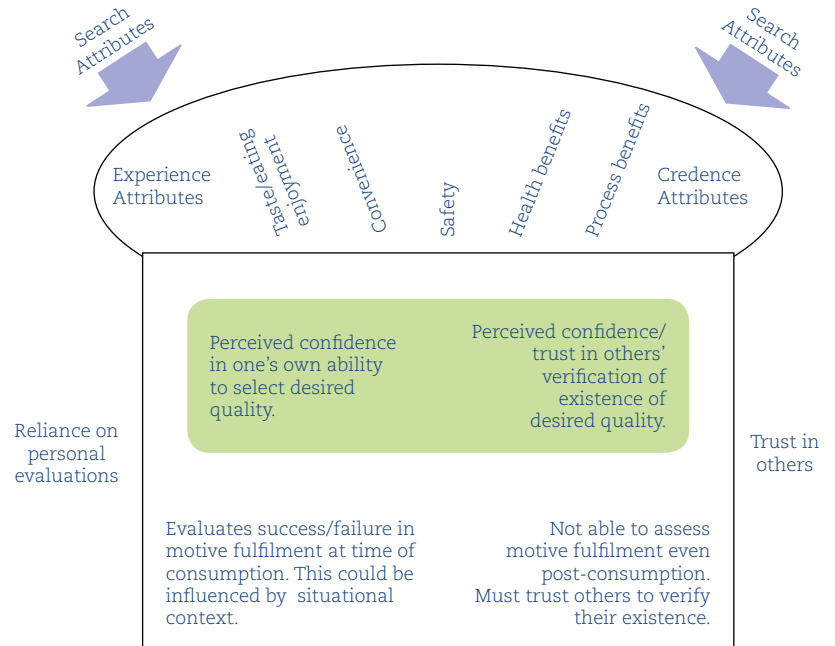 Search
Attributes
Search
Attributes
Experience
Attributes
Taste/eating
enjoyment
Convenience
Safety
Health benefits
Process benefits
Credence
Attributes
Perceived confidence
in one's own ability
to select desired
quality.
Perceived confidence/
trust in others'
verification of
existence of
desired quality.
Reliance on
personal
evaluations
Trust in
others
Evaluates success/failure in
motive fulfilment at time of
consumption. This could be
influenced by situational
context.
Not able to assess
motive fulfilment even
post-consumption.
Must trust others to verify
their existence.